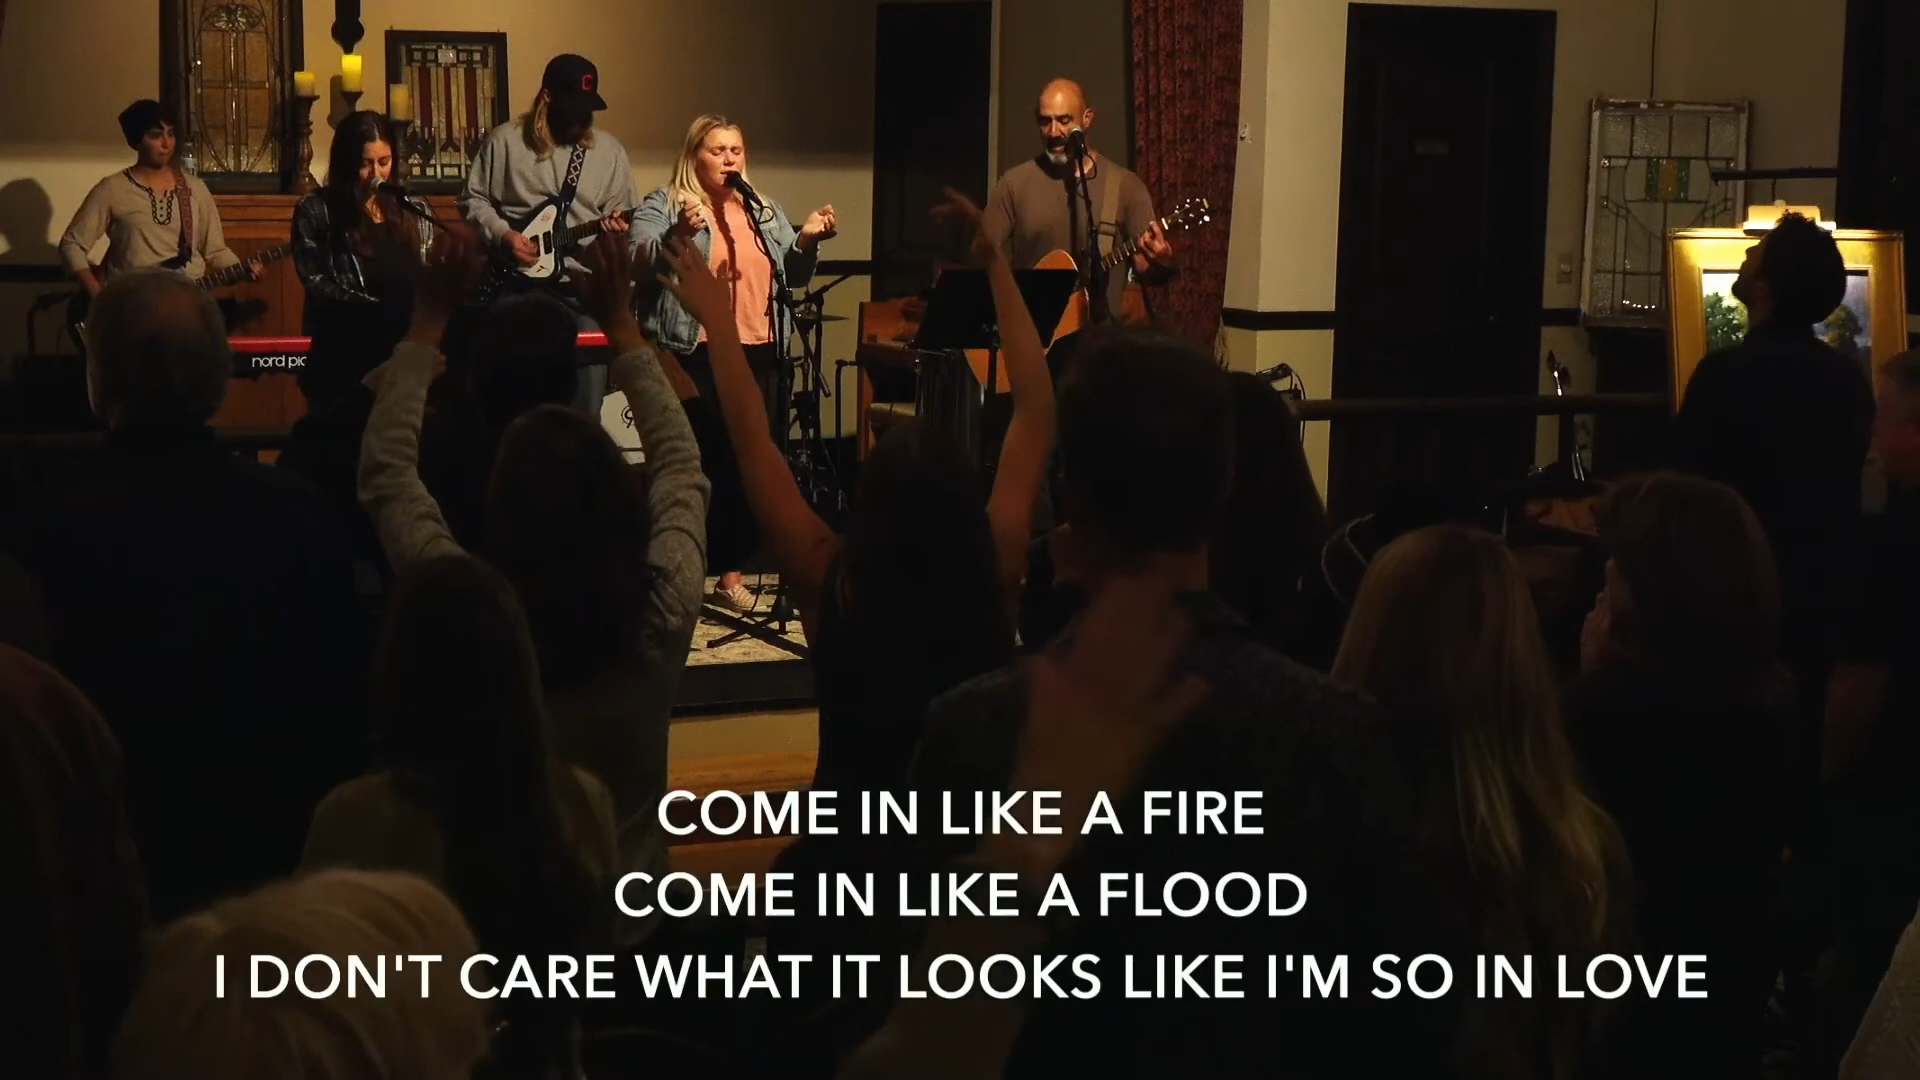 C
nord pia
COME IN LIKE A FIRE
COME IN LIKE A FLOOD
I DON'T CARE WHAT IT LOOKS LIKE I'M SO IN LOVE